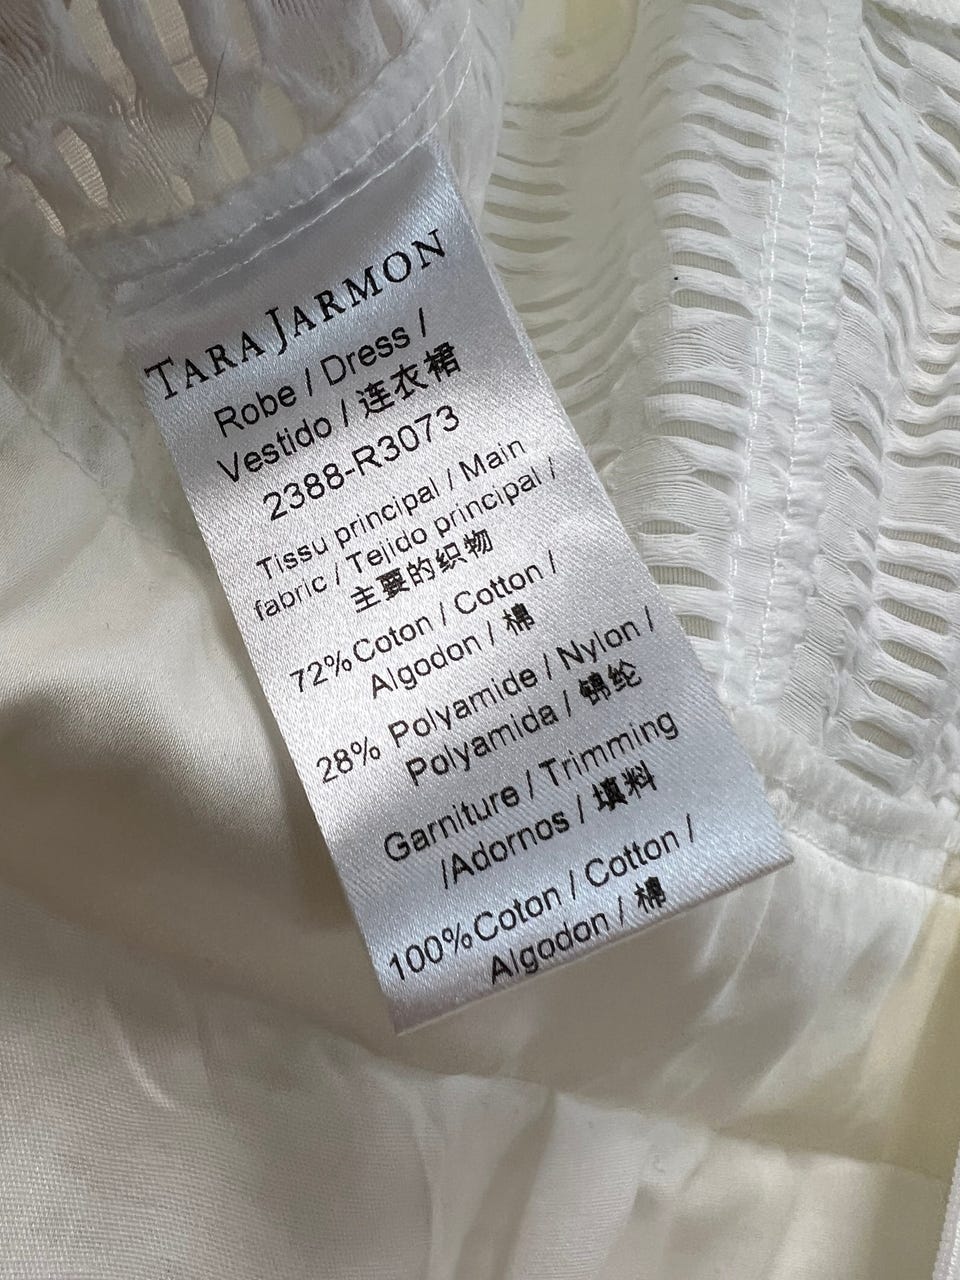 TARA JARMON
Robe / Dress /
Vestido / 连衣裙
2388-R3073
Tissu principal / Main
fabric / Tejido principal /
主要的织物
72%Coton / Cotton /
Algodon / 棉
28% Polyamide / Nylon /
Polyamida / 锦纶
Garniture / Trimming
/Adornos / 填料
100%Coton / Cotton /
Algodon / 棉